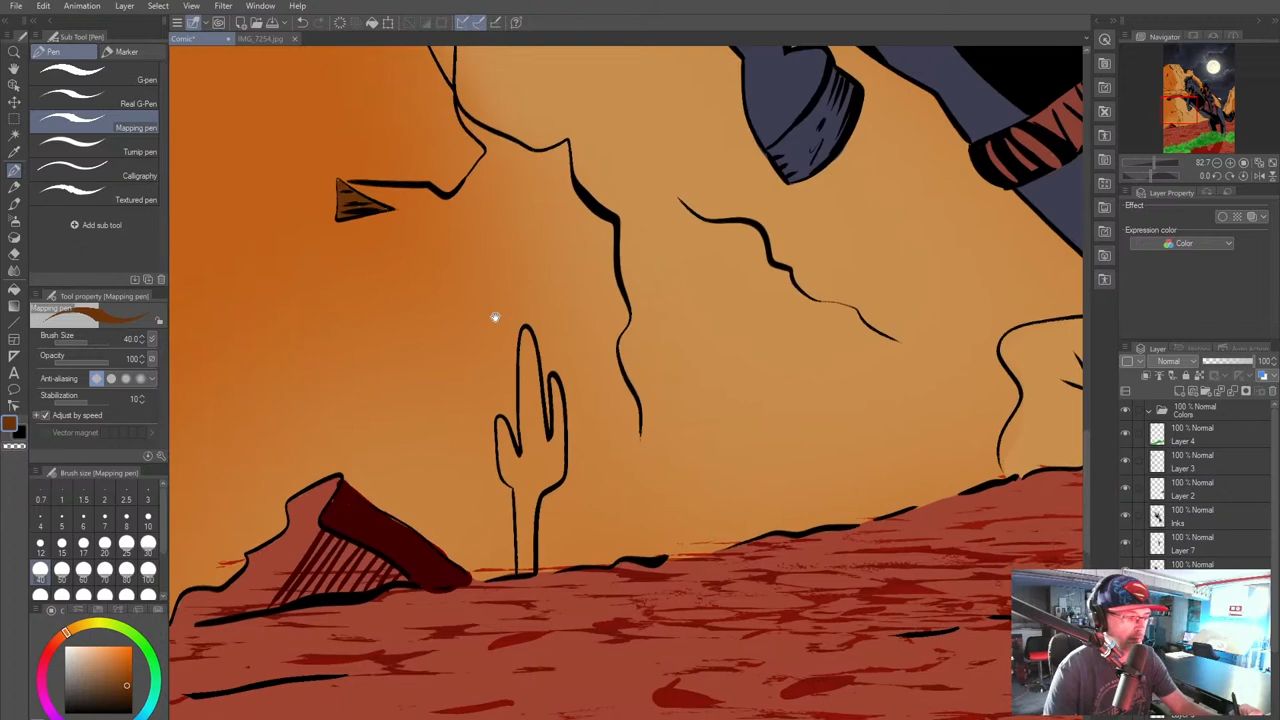 File Edit Animation Layer Select View Filter Window Help
Comic* IMG_7254.jpg
Sub Tool [Pen]
Pen Marker
G-pen
Real G-Pen
Mapping pen
Turnip pen
Calligraphy
Textured pen
Add sub tool
Tool property [Mapping pen]
Mapping pen
Brush Size 40.0
Opacity 100
Anti-aliasing
Stabilization 10
Adjust by speed
Vector magnet
Brush size [Mapping pen]
0.7 1 1.5 2 2.5 3
4 5 6 7 8 10
12 15 17 20 25 30
40 50 60 70 80 100
Navigator
82.7
0.0
Layer Property
Effect
Expression color
Color
Layer
Normal 100
100 % Normal
Colors
100 % Normal
Layer 4
100 % Normal
Layer 3
100 % Normal
Layer 2
100 % Normal
Inks
100 % Normal
Layer 7
100 % Normal